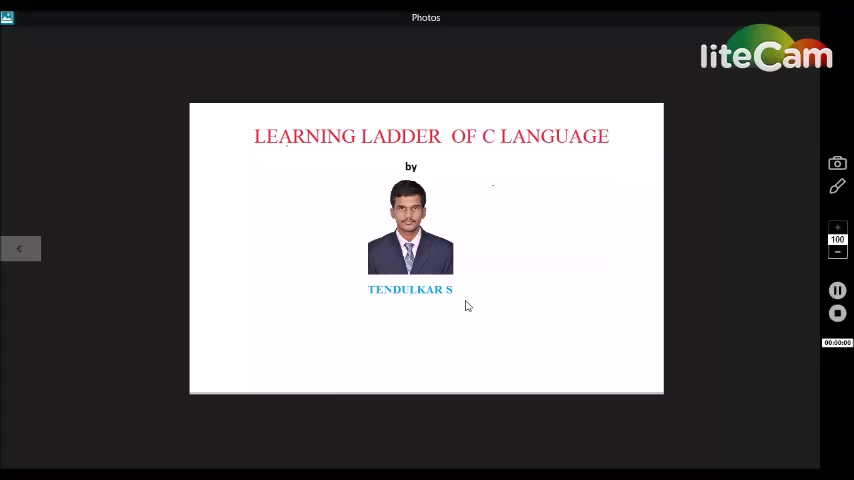 Photos
liteCam
LEARNING LADDER OF C LANGUAGE
by
TENDULKAR S
100
00:00:00